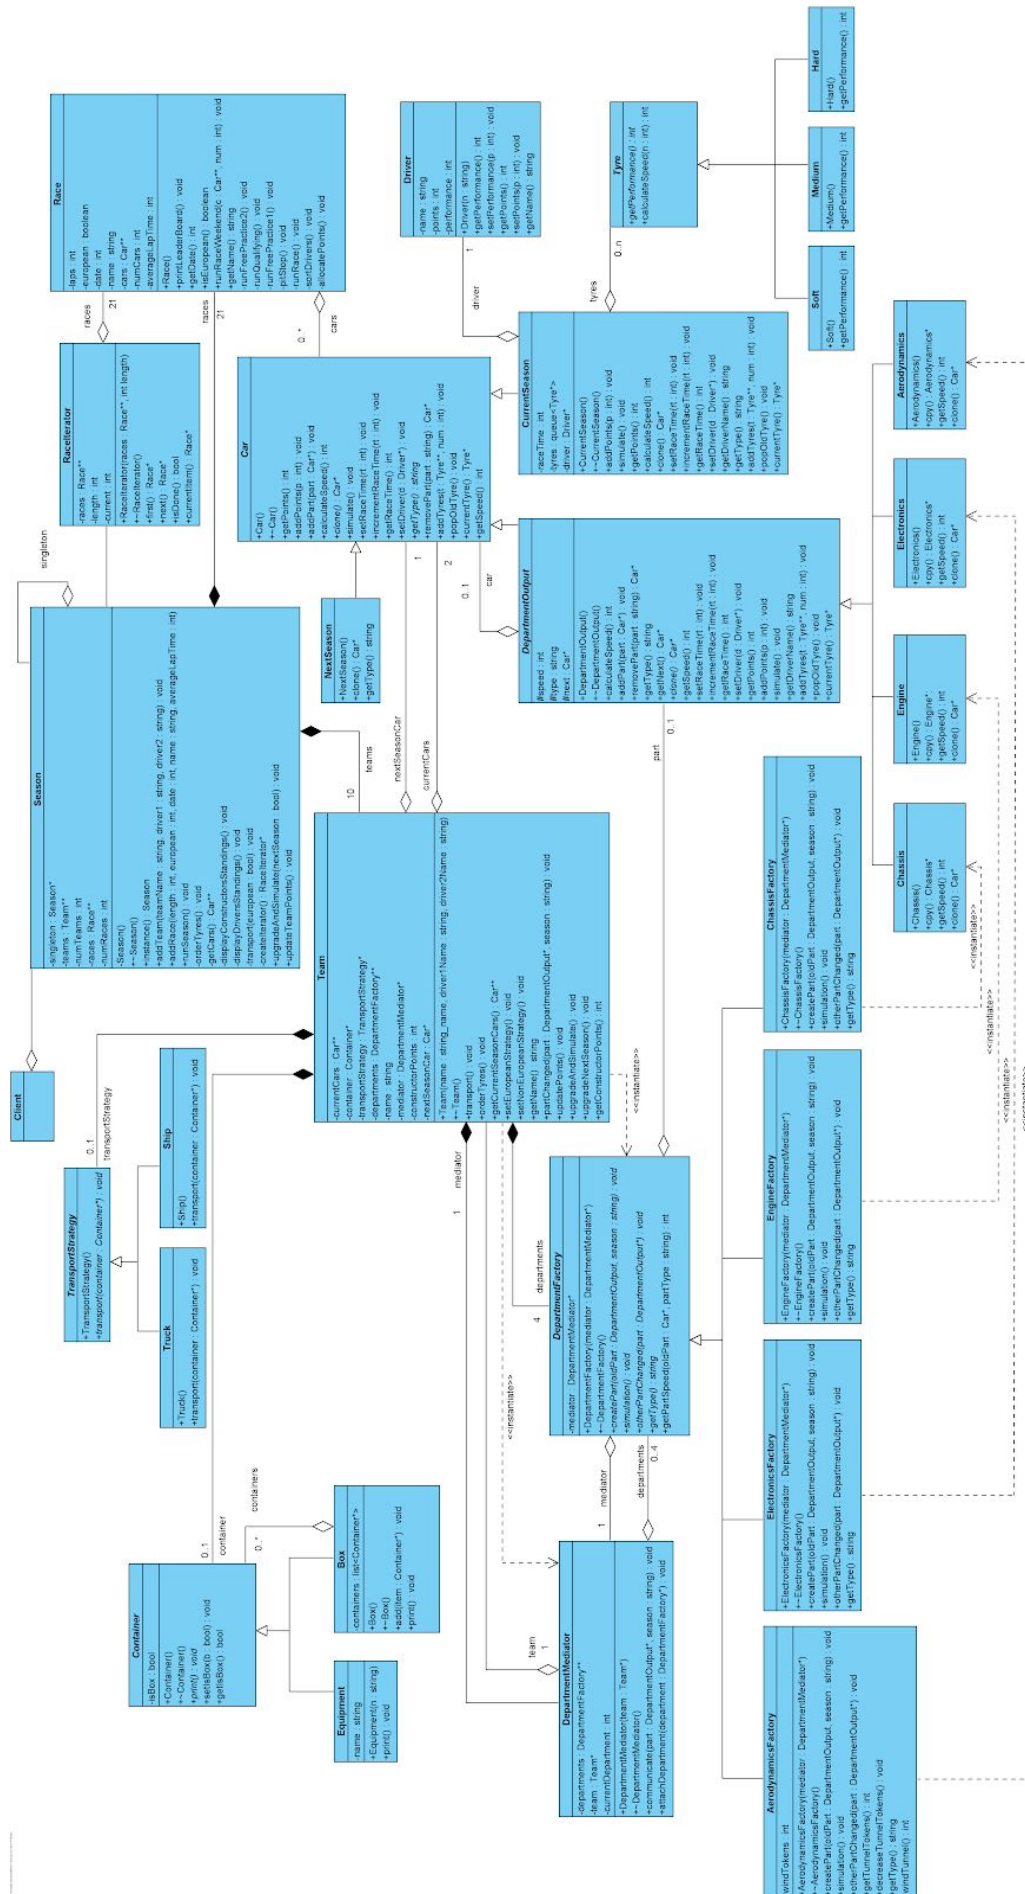 Client
singleton
Season
-singleton : Season*
-teams : Team**
-numTeams : int
-races : Race**
-numRaces : int
-Season()
+~Season()
+instance() : Season
+addTeam(teamName : string, driver1 : string, driver2 : string) : void
+addRace(length : int, european : int, date : int, name : string, averageLapTime : int)
+runSeason() : void
-orderTyres() : void
-getCars() : Car**
-displayConstructorsStandings() : void
-displayDriversStandings() : void
-transport(european : bool) : void
-createIterator() : RaceIterator*
+upgradeAndSimulate(nextSeason : bool) : void
+updateTeamPoints() : void
RaceIterator
-races : Race**
-length : int
-current : int
+RaceIterator(races : Race**, int length)
+~RaceIterator()
+first() : Race*
+next() : Race*
+isDone() : bool
+currentItem() : Race*
races
21
races
21
Race
-laps : int
-european : boolean
-date : int
-name : string
-cars : Car**
-numCars : int
-averageLapTime : int
+Race()
+printLeaderBoard() : void
+getDate() : int
+isEuropean() : boolean
+runRaceWeekend(c : Car**, num : int) : void
+getName() : string
-runFreePractice2() : void
-runQualifying() : void
-runFreePractice1() : void
-pitStop() : void
-runRace() : void
-sortDrivers() : void
-allocatePoints() : void
0..*
cars
TransportStrategy
+TransportStrategy()
+transport(container : Container*) : void
0..1
transportStrategy
Truck
+Truck()
+transport(container : Container*) : void
Ship
+Ship()
+transport(container : Container*) : void
Container
-isBox : bool
+Container()
+~Container()
+print() : void
+setIsBox(b : bool) : void
+getIsBox() : bool
0..1
container
0..*
containers
Equipment
-name : string
+Equipment(n : string)
+print() : void
Box
-containers : list<Container*>
+Box()
+~Box()
+add(item : Container*) : void
+print() : void
Team
-currentCars : Car**
-container : Container*
-transportStrategy : TransportStrategy*
-departments : DepartmentFactory**
-name : string
-mediator : DepartmentMediator*
-constructorPoints : int
-nextSeasonCar : Car*
+Team(name : string_name, driver1Name : string, driver2Name : string)
+~Team()
+transport() : void
+orderTyres() : void
+getCurrentSeasonCars() : Car**
+setEuropeanStrategy() : void
+setNonEuropeanStrategy() : void
+getName() : string
+partChanged(part : DepartmentOutput*, season : string) : void
+updatePoints() : void
+upgradeAndSimulate() : void
+upgradeNextSeason() : void
+getConstructorPoints() : int
10
teams
nextSeasonCar
1
currentCars
2
NextSeason
+NextSeason()
+clone() : Car*
+getType() : string
Car
+Car()
+~Car()
+getPoints() : int
+addPoints(p : int) : void
+addPart(part : Car*) : void
+calculateSpeed() : int
+clone() : Car*
+simulate() : void
+setRaceTime(rt : int) : void
+incrementRaceTime(rt : int) : void
+getRaceTime() : int
+setDriver(d : Driver*) : void
+getType() : string
+removePart(part : string) : Car*
+addTyres(t : Tyre**, num : int) : void
+popOldTyre() : void
+currentTyre() : Tyre*
+getSpeed() : int
0..1
car
Driver
-name : string
-points : int
-performance : int
+Driver(n : string)
+getPerformance() : int
+setPerformance(p : int) : void
+getPoints() : int
+setPoints(p : int) : void
+getName() : string
1
driver
CurrentSeason
-raceTime : int
-tyres : queue<Tyre*>
-driver : Driver*
+CurrentSeason()
+~CurrentSeason()
+addPoints(p : int) : void
+simulate() : void
+getPoints() : int
+calculateSpeed() : int
+clone() : Car*
+setRaceTime(rt : int) : void
+incrementRaceTime(rt : int) : void
+getRaceTime() : int
+setDriver(d : Driver*) : void
+getDriverName() : string
+getType() : string
+addTyres(t : Tyre**, num : int) : void
+popOldTyre() : void
+currentTyre() : Tyre*
tyres
0..n
Tyre
+getPerformance() : int
+calculateSpeed(n : int) : int
Soft
+Soft()
+getPerformance() : int
Medium
+Medium()
+getPerformance() : int
Hard
+Hard()
+getPerformance() : int
DepartmentOutput
#speed : int
#type : string
#next : Car*
+DepartmentOutput()
+~DepartmentOutput()
+calculateSpeed() : int
+addPart(part : Car*) : void
+removePart(part : string) : Car*
+getType() : string
+getNext() : Car*
+clone() : Car*
+getSpeed() : int
+setRaceTime(rt : int) : void
+incrementRaceTime(rt : int) : void
+getRaceTime() : int
+setDriver(d : Driver*) : void
+getPoints() : int
+addPoints(p : int) : void
+simulate() : void
+getDriverName() : string
+addTyres(t : Tyre**, num : int) : void
+popOldTyre() : void
+currentTyre() : Tyre*
part
0..1
mediator
1
<<instantiate>>
<<instantiate>>
departments
4
DepartmentMediator
-departments : DepartmentFactory**
-team : Team*
-currentDepartment : int
+DepartmentMediator(team : Team*)
+~DepartmentMediator()
+communicate(part : DepartmentOutput*, season : string) : void
+attachDepartment(department : DepartmentFactory*) : void
team
1
mediator
1
departments
0..4
DepartmentFactory
-mediator : DepartmentMediator*
+DepartmentFactory(mediator : DepartmentMediator*)
+~DepartmentFactory()
+createPart(oldPart : DepartmentOutput, season : string) : void
+simulation() : void
+otherPartChanged(part : DepartmentOutput*) : void
+getType() : string
+getPartSpeed(oldPart : Car*, partType : string) : int
AerodynamicsFactory
windTokens : int
+AerodynamicsFactory(mediator : DepartmentMediator*)
+~AerodynamicsFactory()
+createPart(oldPart : DepartmentOutput, season : string) : void
+simulation() : void
+otherPartChanged(part : DepartmentOutput*) : void
+getTunnelTokens() : int
+decreaseTunnelTokens() : void
+getType() : string
+windTunnel() : int
ElectronicsFactory
+ElectronicsFactory(mediator : DepartmentMediator*)
+~ElectronicsFactory()
+createPart(oldPart : DepartmentOutput, season : string) : void
+simulation() : void
+otherPartChanged(part : DepartmentOutput*) : void
+getType() : string
EngineFactory
+EngineFactory(mediator : DepartmentMediator*)
+~EngineFactory()
+createPart(oldPart : DepartmentOutput, season : string) : void
+simulation() : void
+otherPartChanged(part : DepartmentOutput*) : void
+getType() : string
ChassisFactory
+ChassisFactory(mediator : DepartmentMediator*)
+~ChassisFactory()
+createPart(oldPart : DepartmentOutput, season : string) : void
+simulation() : void
+otherPartChanged(part : DepartmentOutput*) : void
+getType() : string
Chassis
+Chassis()
+cpy() : Chassis*
+getSpeed() : int
+clone() : Car*
Engine
+Engine()
+cpy() : Engine*
+getSpeed() : int
+clone() : Car*
Electronics
+Electronics()
+cpy() : Electronics*
+getSpeed() : int
+clone() : Car*
Aerodynamics
+Aerodynamics()
+cpy() : Aerodynamics*
+getSpeed() : int
+clone() : Car*
<<instantiate>>
<<instantiate>>
<<instantiate>>
<<instantiate>>